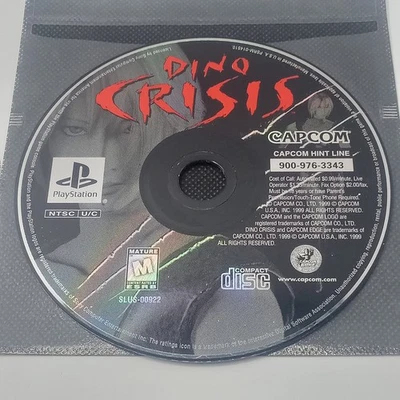 DINO
CRISIS
CAPCOM
CAPCOM HINT LINE
900-976-3343
Cost of Call: Automated $0.99/minute, Live
Operator $1.35/minute, Fax Option $2.00/fax,
Must be 18 years or have Parent's
Permission/Touch-Tone Phone Required.
CAPCOM CO., LTD. 1999 © CAPCOM
U.S.A., INC. 1999 ALL RIGHTS RESERVED.
CAPCOM and the CAPCOM LOGO are
registered trademarks of CAPCOM CO., LTD.
DINO CRISIS and CAPCOM EDGE are trademarks of
CAPCOM CO., LTD. 1999 © CAPCOM U.S.A., INC. 1999
ALL RIGHTS RESERVED.
PlayStation
NTSC U/C
MATURE
M
CONTENT RATED BY
ESRB
SLUS-00922
COMPACT
disc
www.capcom.com